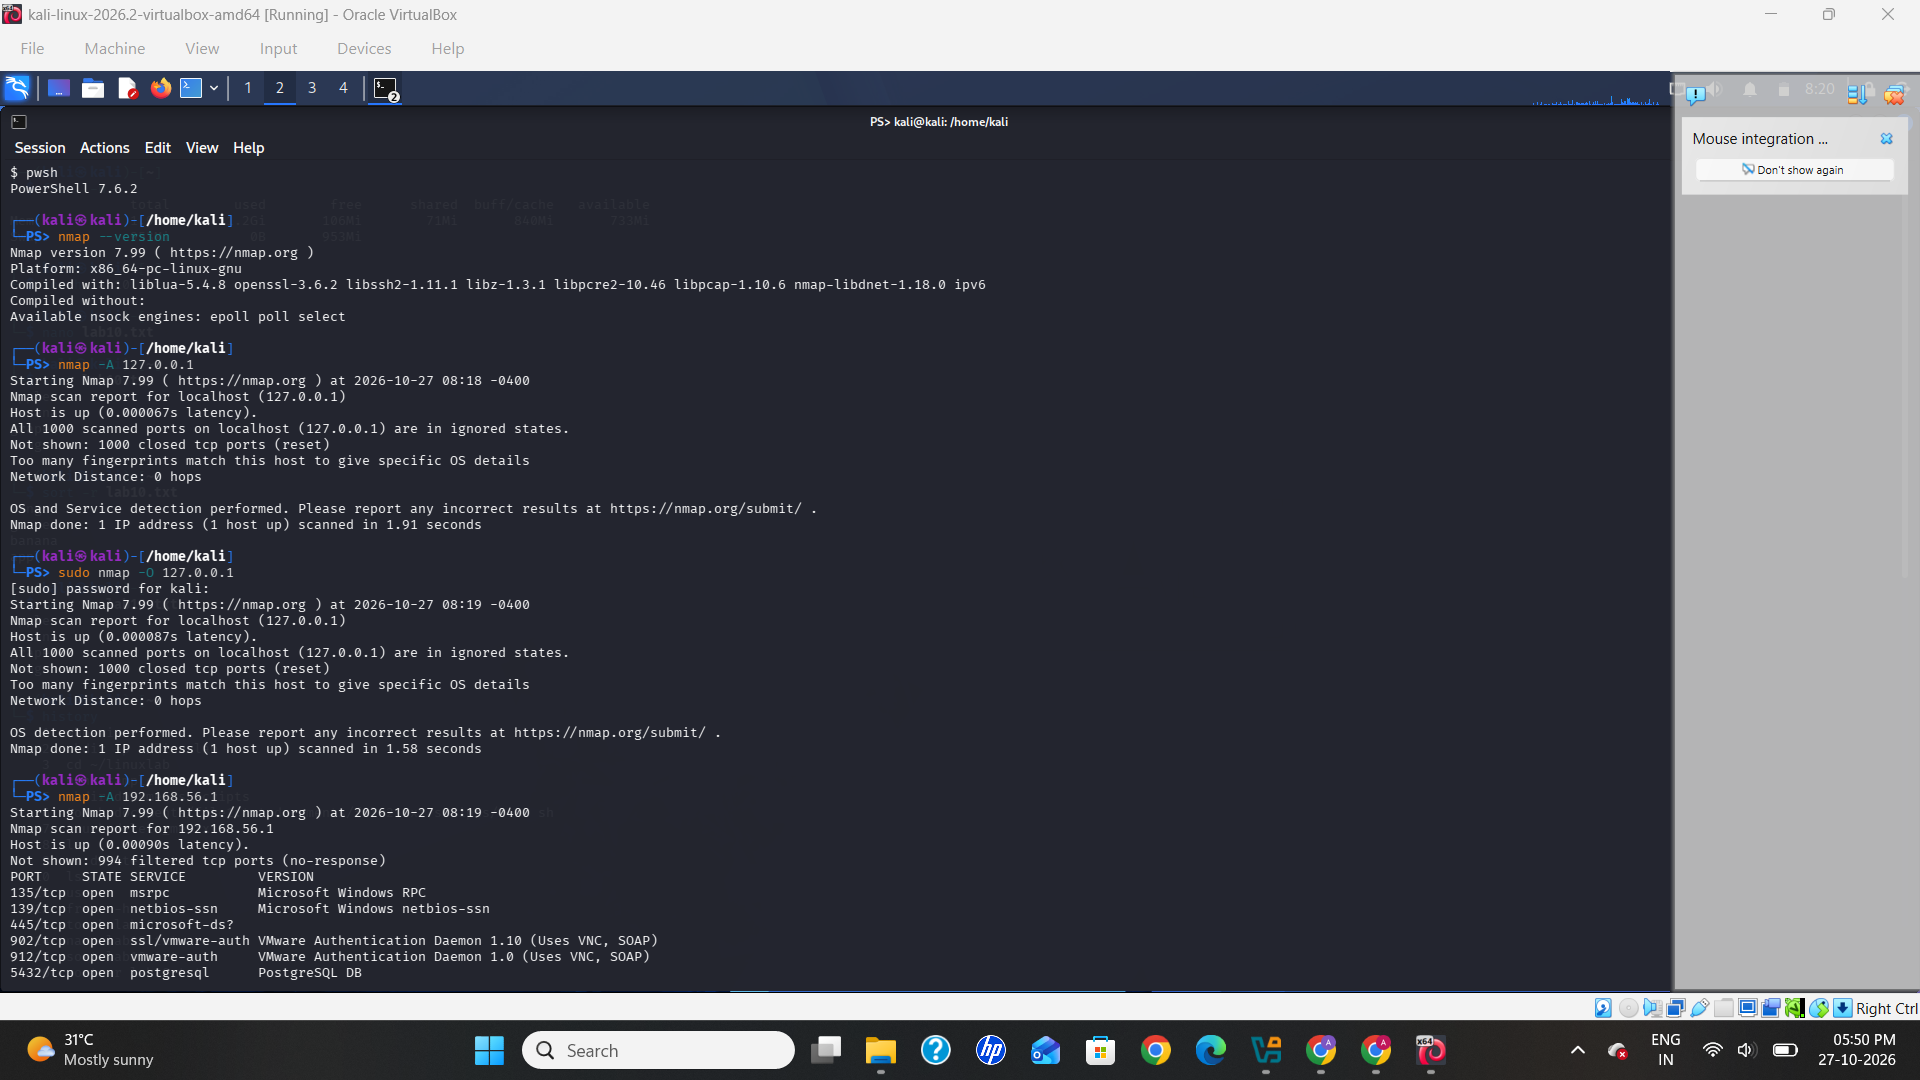 kali-linux-2026.2-virtualbox-amd64 [Running] - Oracle VirtualBox
File Machine View Input Devices Help
1 2 3 4 2 8:20
PS> kali@kali: /home/kali
Session Actions Edit View Help
Mouse integration ...
Don't show again
$ pwsh
PowerShell 7.6.2
┌──(kali㉿kali)-[/home/kali]
└─PS> nmap --version
Nmap version 7.99 ( https://nmap.org )
Platform: x86_64-pc-linux-gnu
Compiled with: liblua-5.4.8 openssl-3.6.2 libssh2-1.11.1 libz-1.3.1 libpcre2-10.46 libpcap-1.10.6 nmap-libdnet-1.18.0 ipv6
Compiled without:
Available nsock engines: epoll poll select
┌──(kali㉿kali)-[/home/kali]
└─PS> nmap -A 127.0.0.1
Starting Nmap 7.99 ( https://nmap.org ) at 2026-10-27 08:18 -0400
Nmap scan report for localhost (127.0.0.1)
Host is up (0.000067s latency).
All 1000 scanned ports on localhost (127.0.0.1) are in ignored states.
Not shown: 1000 closed tcp ports (reset)
Too many fingerprints match this host to give specific OS details
Network Distance: 0 hops
OS and Service detection performed. Please report any incorrect results at https://nmap.org/submit/ .
Nmap done: 1 IP address (1 host up) scanned in 1.91 seconds
┌──(kali㉿kali)-[/home/kali]
└─PS> sudo nmap -O 127.0.0.1
[sudo] password for kali:
Starting Nmap 7.99 ( https://nmap.org ) at 2026-10-27 08:19 -0400
Nmap scan report for localhost (127.0.0.1)
Host is up (0.000087s latency).
All 1000 scanned ports on localhost (127.0.0.1) are in ignored states.
Not shown: 1000 closed tcp ports (reset)
Too many fingerprints match this host to give specific OS details
Network Distance: 0 hops
OS detection performed. Please report any incorrect results at https://nmap.org/submit/ .
Nmap done: 1 IP address (1 host up) scanned in 1.58 seconds
┌──(kali㉿kali)-[/home/kali]
└─PS> nmap -A 192.168.56.1
Starting Nmap 7.99 ( https://nmap.org ) at 2026-10-27 08:19 -0400
Nmap scan report for 192.168.56.1
Host is up (0.00090s latency).
Not shown: 994 filtered tcp ports (no-response)
PORT     STATE SERVICE         VERSION
135/tcp  open  msrpc           Microsoft Windows RPC
139/tcp  open  netbios-ssn     Microsoft Windows netbios-ssn
445/tcp  open  microsoft-ds?
902/tcp  open  ssl/vmware-auth VMware Authentication Daemon 1.10 (Uses VNC, SOAP)
912/tcp  open  vmware-auth     VMware Authentication Daemon 1.0 (Uses VNC, SOAP)
5432/tcp open  postgresql      PostgreSQL DB
Right Ctrl
31°C
Mostly sunny
Search
ENG
IN
05:50 PM
27-10-2026